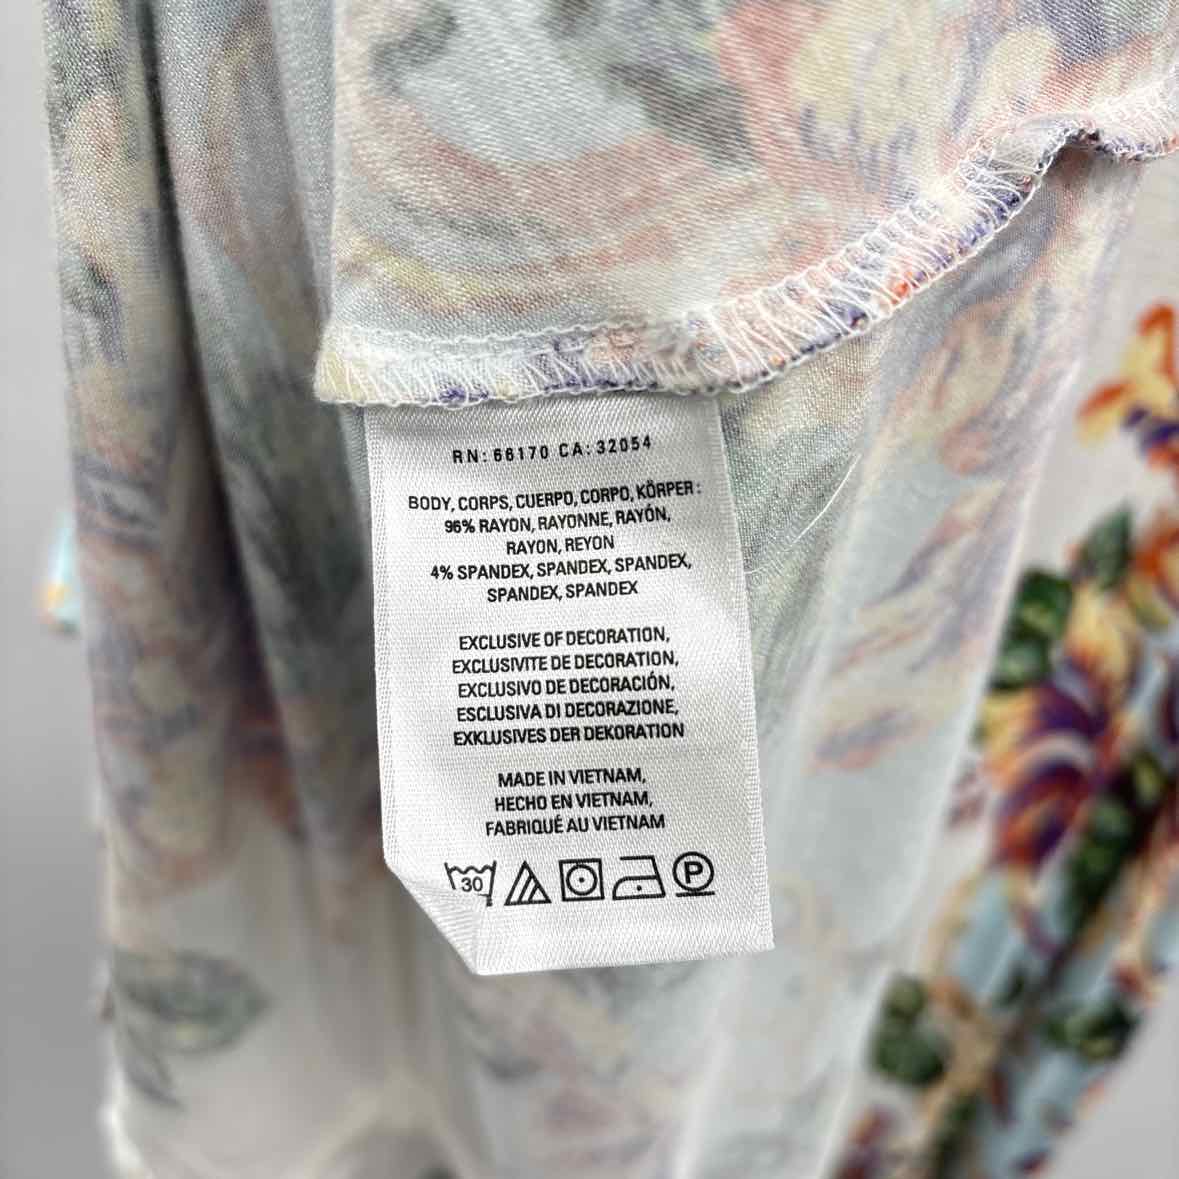 RN: 66170 CA: 32054
BODY, CORPS, CUERPO, CORPO, KÖRPER:
96% RAYON, RAYONNE, RAYÓN,
RAYON, REYON
4% SPANDEX, SPANDEX, SPANDEX,
SPANDEX, SPANDEX
EXCLUSIVE OF DECORATION,
EXCLUSIVITE DE DECORATION,
EXCLUSIVO DE DECORACIÓN,
ESCLUSIVA DI DECORAZIONE,
EXKLUSIVES DER DEKORATION
MADE IN VIETNAM,
HECHO EN VIETNAM,
FABRIQUÉ AU VIETNAM
30 P